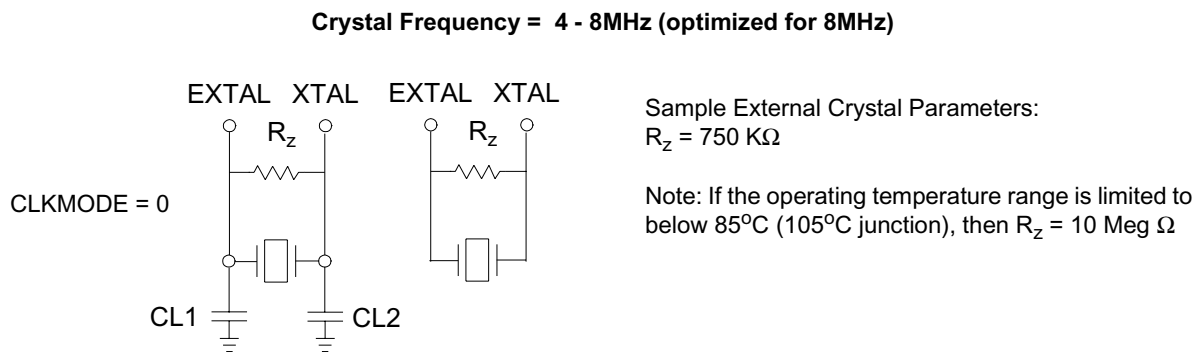 Crystal Frequency = 4 - 8MHz (optimized for 8MHz)
EXTAL XTAL EXTAL XTAL
R_z R_z
CLKMODE = 0
CL1 CL2
Sample External Crystal Parameters:
R_z = 750 KΩ
Note: If the operating temperature range is limited to
below 85°C (105°C junction), then R_z = 10 Meg Ω